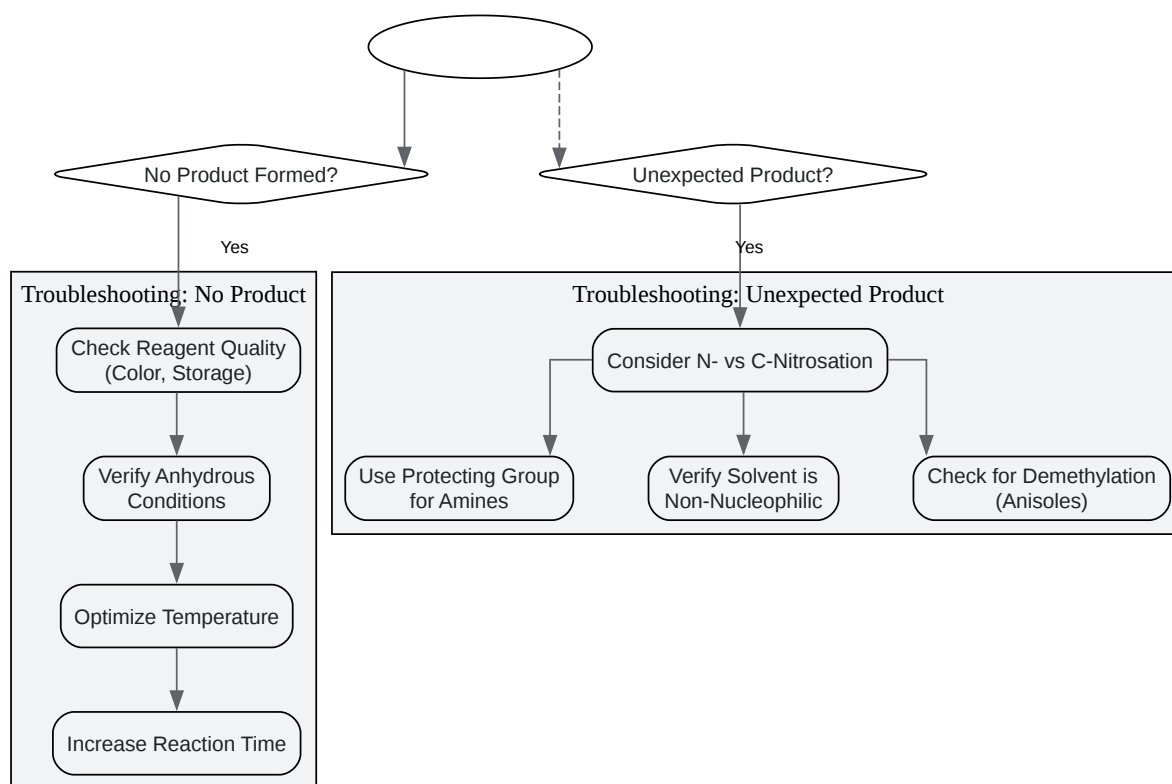 No Product Formed?
Unexpected Product?
Yes
Yes
Troubleshooting: No Product
Check Reagent Quality
(Color, Storage)
Verify Anhydrous
Conditions
Optimize Temperature
Increase Reaction Time
Troubleshooting: Unexpected Product
Consider N- vs C-Nitrosation
Use Protecting Group
for Amines
Verify Solvent is
Non-Nucleophilic
Check for Demethylation
(Anisoles)